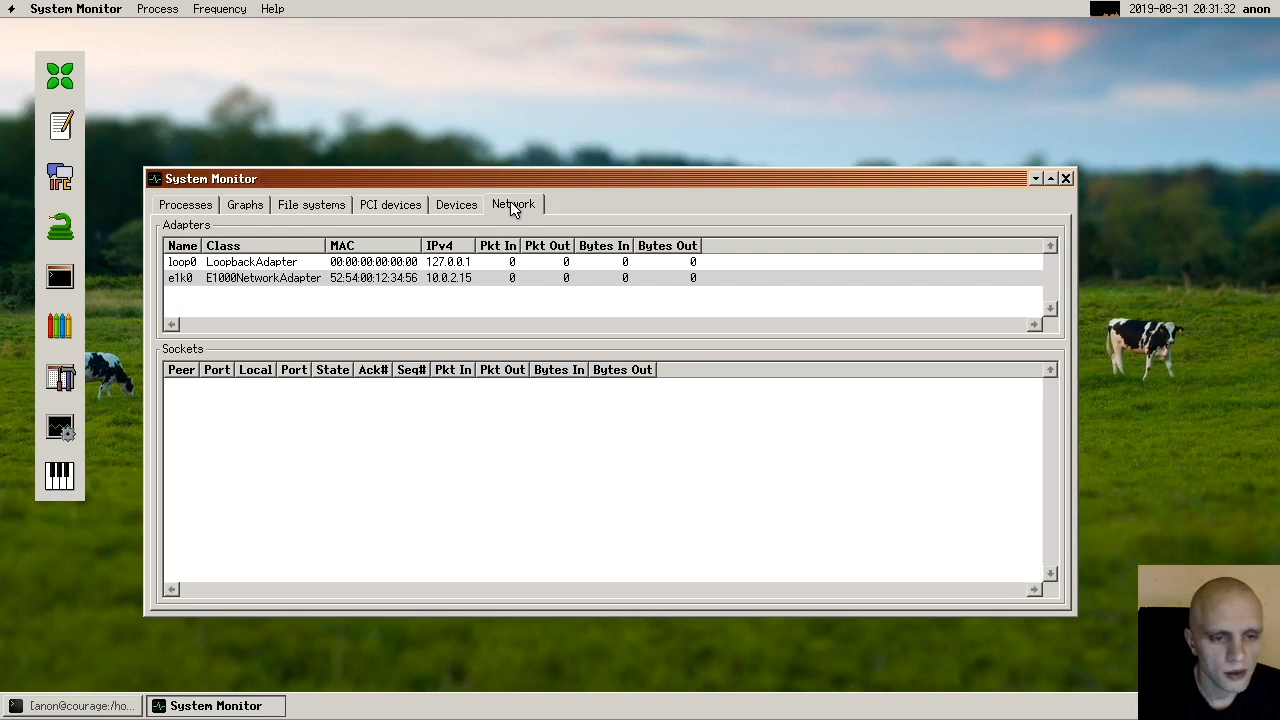 System Monitor Process Frequency Help 2019-08-31 20:31:32 anon
IRC
System Monitor
Processes Graphs File systems PCI devices Devices Network
Adapters
Name Class MAC IPv4 Pkt In Pkt Out Bytes In Bytes Out
loop0 LoopbackAdapter 00:00:00:00:00:00 127.0.0.1 0 0 0 0
e1k0 E1000NetworkAdapter 52:54:00:12:34:56 10.0.2.15 0 0 0 0
Sockets
Peer Port Local Port State Ack# Seq# Pkt In Pkt Out Bytes In Bytes Out
[anon@courage:/ho... System Monitor